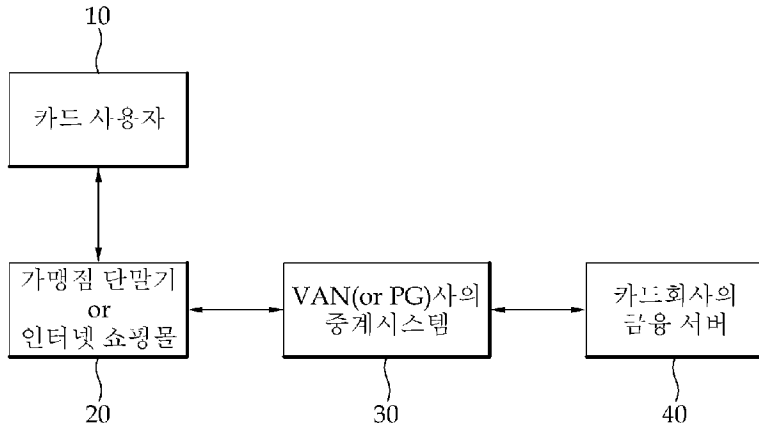 10
카드 사용자
가맹점 단말기
or
인터넷 쇼핑몰
VAN(or PG)사의
중계시스템
카드회사의
금융 서버
20
30
40